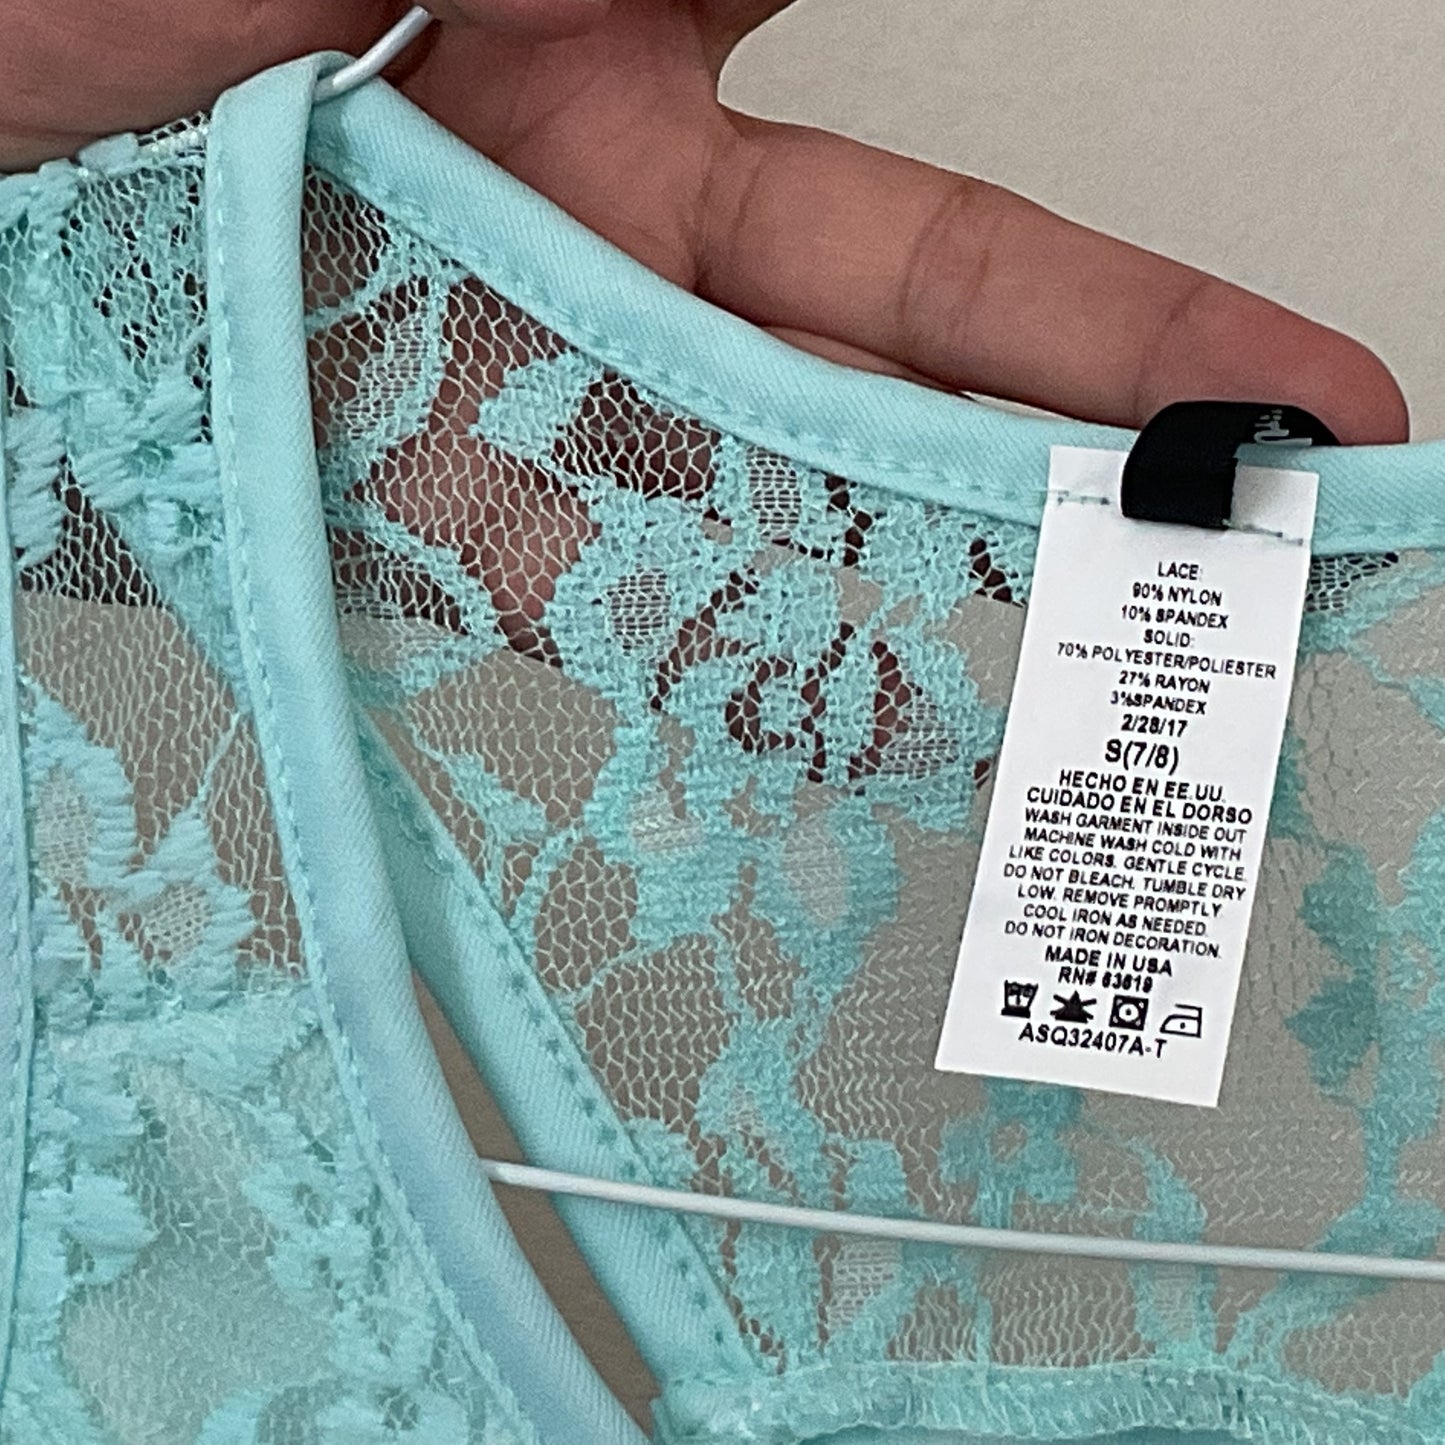 LACE:
90% NYLON
10% SPANDEX
SOLID:
70% POLYESTER/POLIESTER
27% RAYON
3%SPANDEX
2/28/17
S(7/8)
HECHO EN EE.UU.
CUIDADO EN EL DORSO
WASH GARMENT INSIDE OUT
MACHINE WASH COLD WITH
LIKE COLORS. GENTLE CYCLE.
DO NOT BLEACH. TUMBLE DRY
LOW. REMOVE PROMPTLY
COOL IRON AS NEEDED.
DO NOT IRON DECORATION.
MADE IN USA
RN# 63619
ASQ32407A-T